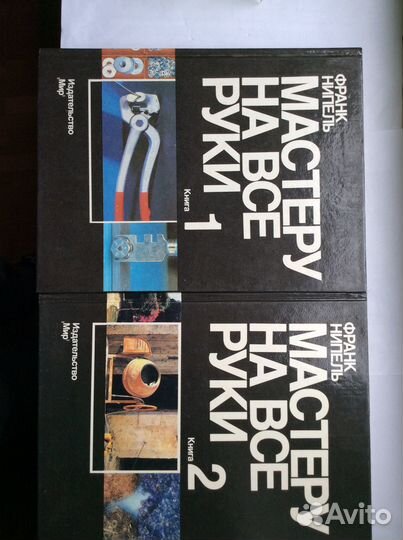 ФРАНК
НИПЕЛЬ
МАСТЕРУ
НА ВСЕ
РУКИ
Книга
1
Издательство
„Мир“
ФРАНК
НИПЕЛЬ
МАСТЕРУ
НА ВСЕ
РУКИ
Книга
2
Издательство
„Мир“
Avito